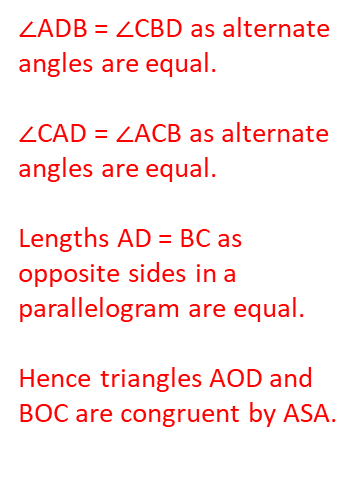 ∠ADB = ∠CBD as alternate
angles are equal.
∠CAD = ∠ACB as alternate
angles are equal.
Lengths AD = BC as
opposite sides in a
parallelogram are equal.
Hence triangles AOD and
BOC are congruent by ASA.